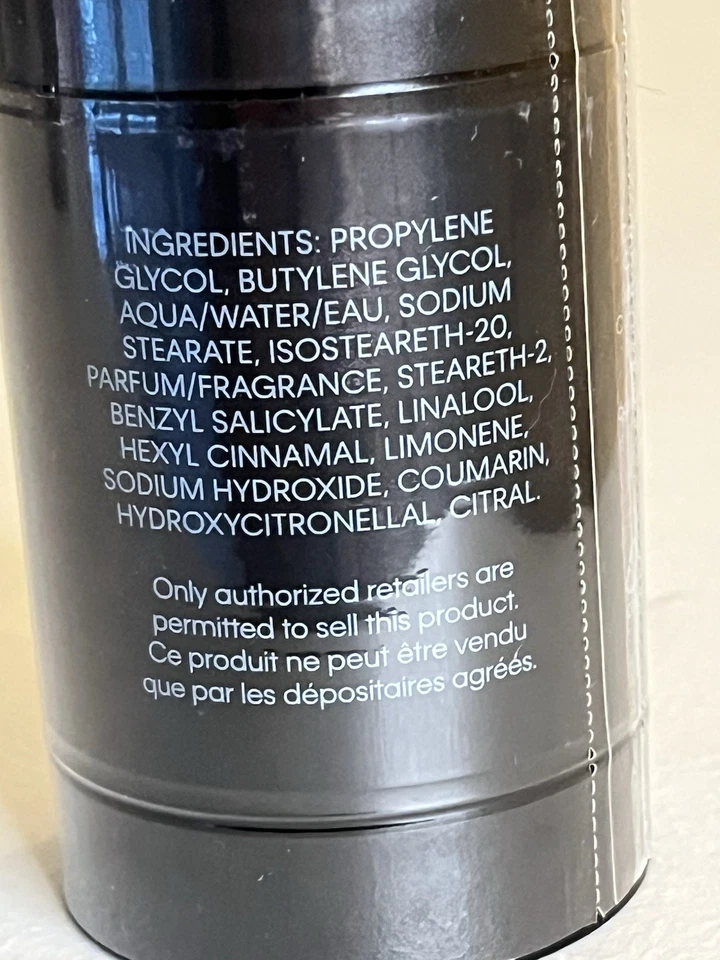 INGREDIENTS: PROPYLENE
GLYCOL, BUTYLENE GLYCOL,
AQUA/WATER/EAU, SODIUM
STEARATE, ISOSTEARETH-20,
PARFUM/FRAGRANCE, STEARETH-2,
BENZYL SALICYLATE, LINALOOL,
HEXYL CINNAMAL, LIMONENE,
SODIUM HYDROXIDE, COUMARIN,
HYDROXYCITRONELLAL, CITRAL.
Only authorized retailers are
permitted to sell this product.
Ce produit ne peut être vendu
que par les dépositaires agréés.